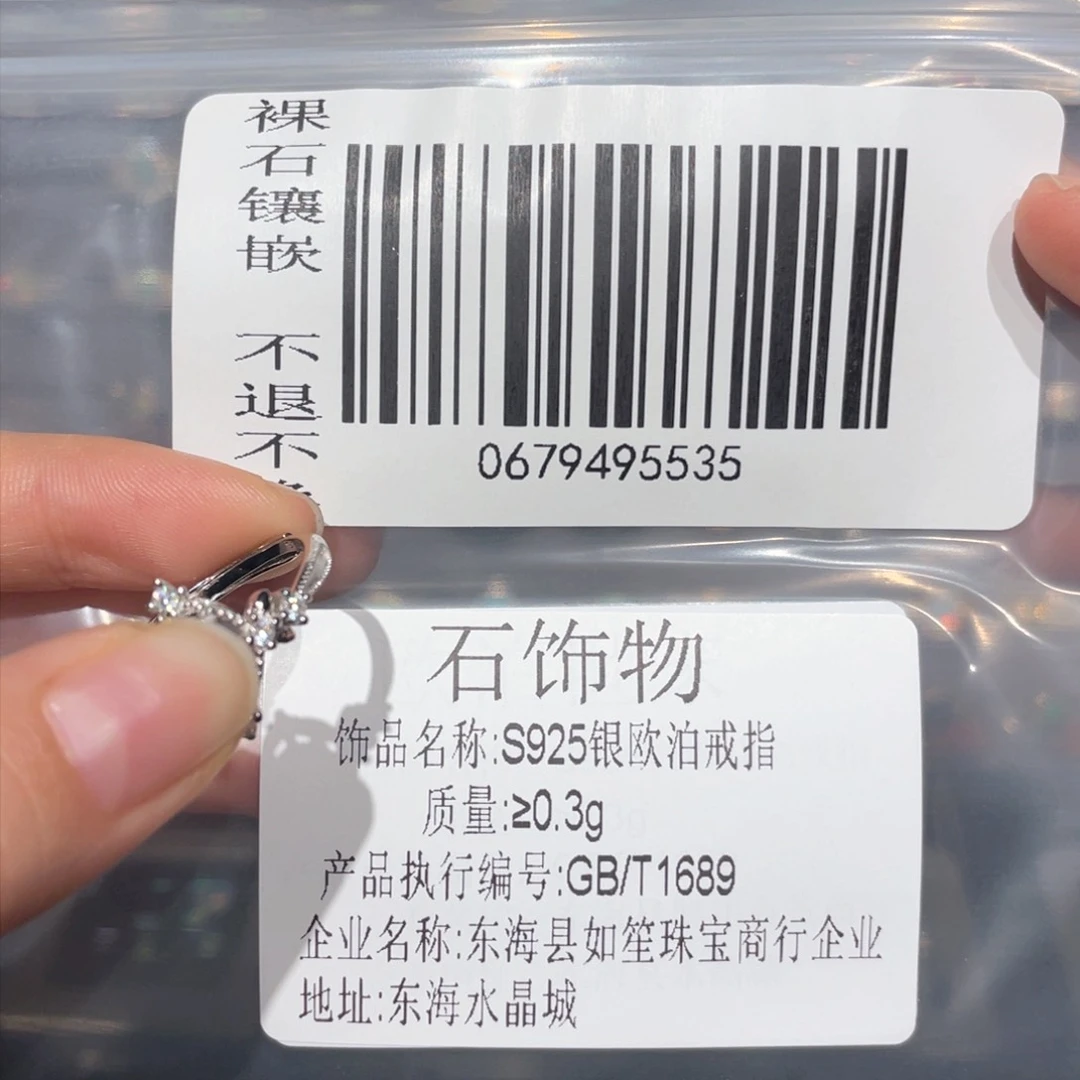 裸石镶嵌 不退不
0679495535
石饰物
饰品名称:S925银欧泊戒指
质量:≥0.3g
产品执行编号:GB/T1689
企业名称:东海县如笙珠宝商行企业
地址:东海水晶城